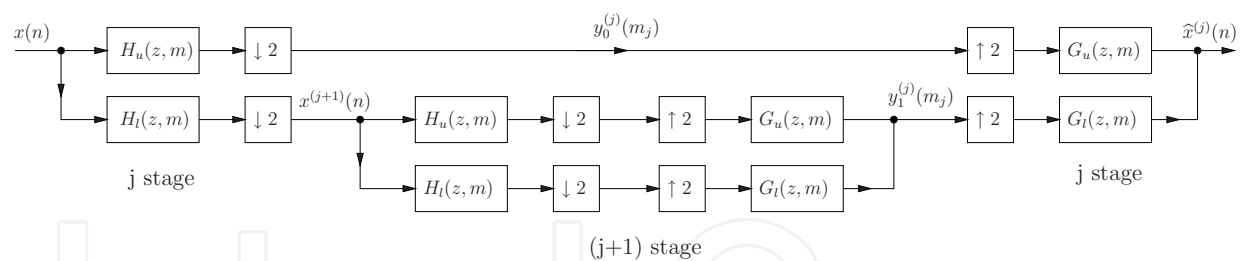 x(n) H_u(z, m) ↓ 2 y_0^{(j)}(m_j) ↑ 2 G_u(z, m) \widehat{x}^{(j)}(n)
H_l(z, m) ↓ 2 x^{(j+1)}(n) H_u(z, m) ↓ 2 ↑ 2 G_u(z, m) y_1^{(j)}(m_j) ↑ 2 G_l(z, m)
j stage H_l(z, m) ↓ 2 ↑ 2 G_l(z, m) j stage
(j+1) stage